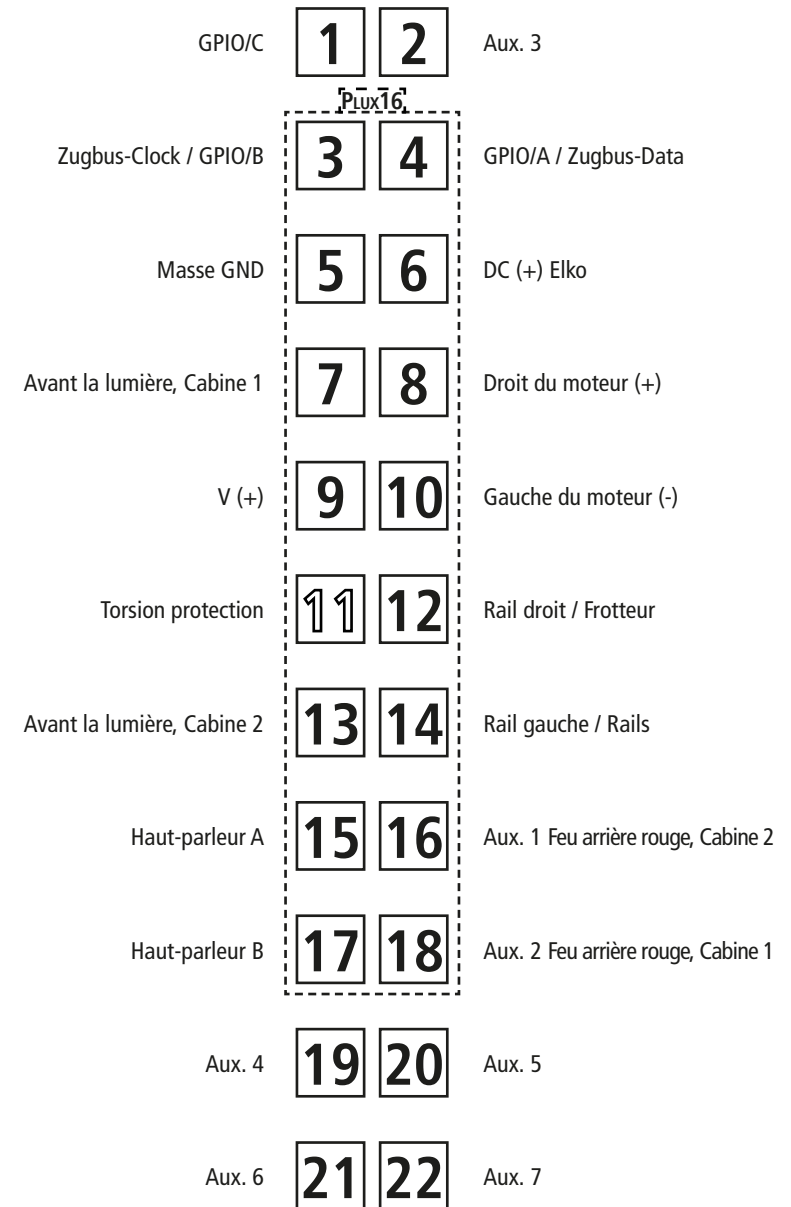 GPIO/C 1 2 Aux. 3
PLUX16
Zugbus-Clock / GPIO/B 3 4 GPIO/A / Zugbus-Data
Masse GND 5 6 DC (+) Elko
Avant la lumière, Cabine 1 7 8 Droit du moteur (+)
V (+) 9 10 Gauche du moteur (-)
Torsion protection 11 12 Rail droit / Frotteur
Avant la lumière, Cabine 2 13 14 Rail gauche / Rails
Haut-parleur A 15 16 Aux. 1 Feu arrière rouge, Cabine 2
Haut-parleur B 17 18 Aux. 2 Feu arrière rouge, Cabine 1
Aux. 4 19 20 Aux. 5
Aux. 6 21 22 Aux. 7